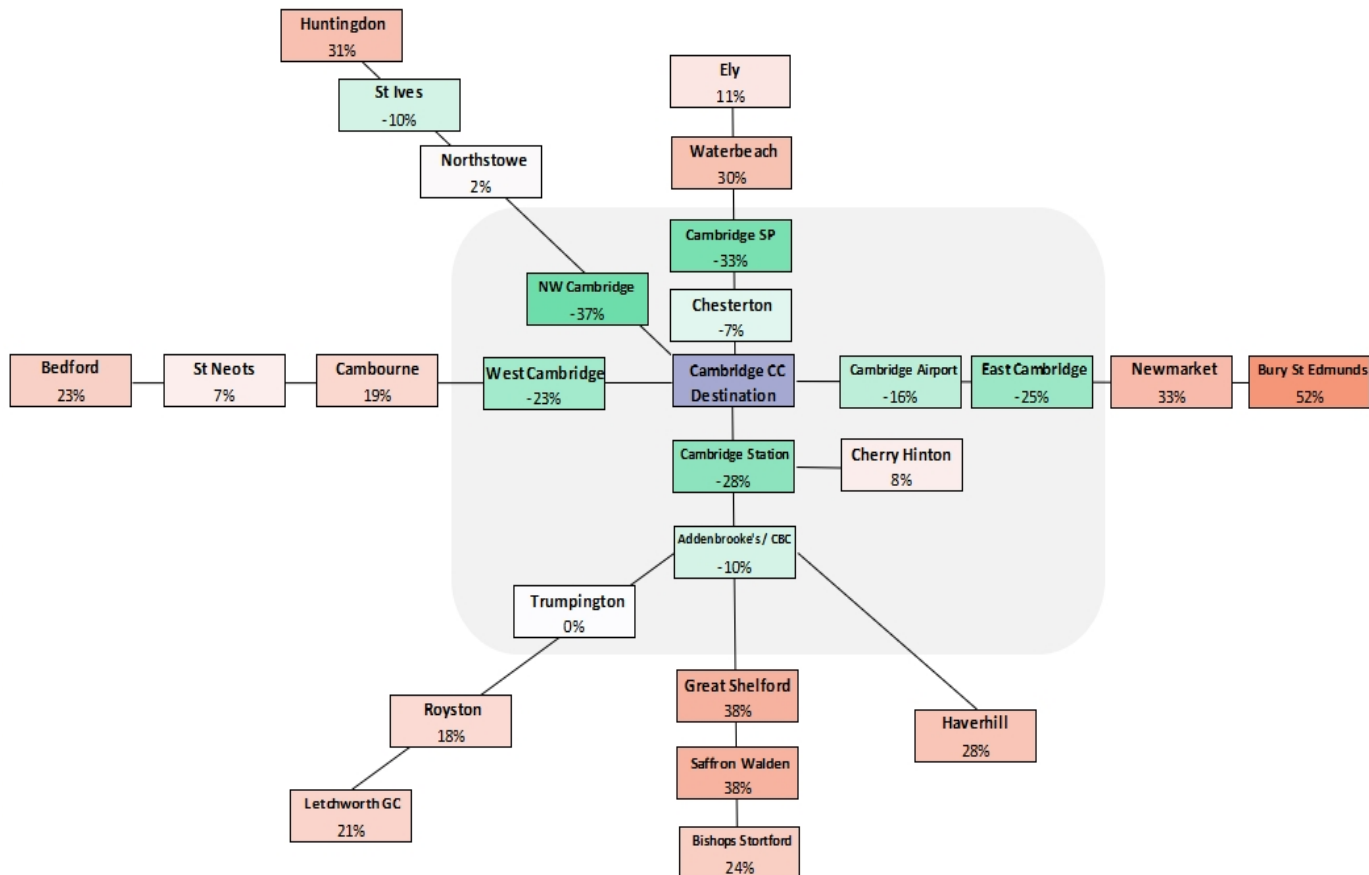 Huntingdon
31%
St Ives
-10%
Northstowe
2%
NW Cambridge
-37%
Ely
11%
Waterbeach
30%
Cambridge SP
-33%
Chesterton
-7%
Bedford
23%
St Neots
7%
Cambourne
19%
West Cambridge
-23%
Cambridge CC
Destination
Cambridge Airport
-16%
East Cambridge
-25%
Newmarket
33%
Bury St Edmunds
52%
Cambridge Station
-28%
Cherry Hinton
8%
Addenbrooke's / CBC
-10%
Trumpington
0%
Royston
18%
Letchworth GC
21%
Great Shelford
38%
Saffron Walden
38%
Bishops Stortford
24%
Haverhill
28%